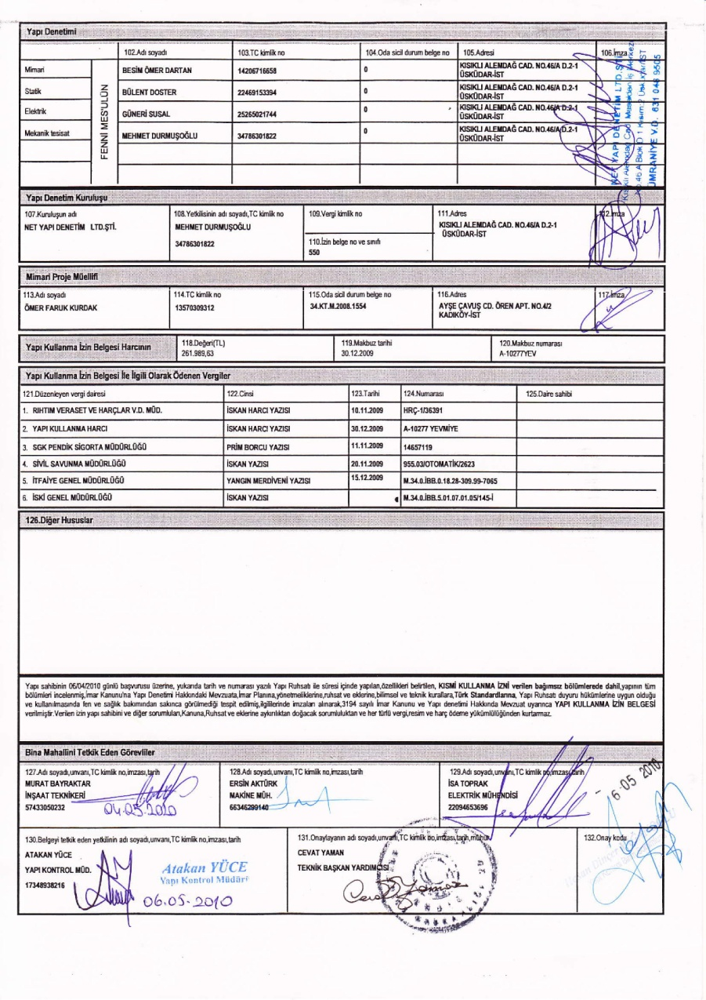 Yapı Denetimi
102.Adı soyadı 103.TC kimlik no 104.Oda sicil durum belge no 105.Adresi 106.İmza
FENNİ MES'ULÜN
Mimari BESİM ÖMER DARTAN 14206716658 0 KISIKLI ALEMDAĞ CAD. NO.46/A D.2-1
ÜSKÜDAR-İST
Statik BÜLENT DOSTER 22469153394 0 KISIKLI ALEMDAĞ CAD. NO.46/A D.2-1
ÜSKÜDAR-İST
Elektrik GÜNERİ SUSAL 25265021744 0 KISIKLI ALEMDAĞ CAD. NO.46/A D.2-1
ÜSKÜDAR-İST
Mekanik tesisat MEHMET DURMUŞOĞLU 34786301822 0 KISIKLI ALEMDAĞ CAD. NO.46/A D.2-1
ÜSKÜDAR-İST
NET YAPI DENETİM LTD.ŞTİ
ÜMRANİYE V.D. 631 048 9505
Yapı Denetim Kuruluşu
107.Kuruluşun adı 108.Yetkilisinin adı soyadı,TC kimlik no 109.Vergi kimlik no 111.Adres 112.İmza
NET YAPI DENETİM LTD.ŞTİ. MEHMET DURMUŞOĞLU KISIKLI ALEMDAĞ CAD. NO.46/A D.2-1
ÜSKÜDAR-İST
34786301822 110.İzin belge no ve sınıfı
550
Mimari Proje Müellifi
113.Adı soyadı 114.TC kimlik no 115.Oda sicil durum belge no 116.Adres 117.İmza
ÖMER FARUK KURDAK 13570309312 34.KT.M.2008.1554 AYŞE ÇAVUŞ CD. ÖREN APT. NO.4/2
KADIKÖY-İST
Yapı Kullanma İzin Belgesi Harcının 118.Değeri(TL) 119.Makbuz tarihi 120.Makbuz numarası
261.989,63 30.12.2009 A-10277YEV
Yapı Kullanma İzin Belgesi İle İlgili Olarak Ödenen Vergiler
121.Düzenleyen vergi dairesi 122.Cinsi 123.Tarihi 124.Numarası 125.Daire sahibi
1. RIHTIM VERASET VE HARÇLAR V.D. MÜD. İSKAN HARCI YAZISI 10.11.2009 HRÇ-1/36391
2. YAPI KULLANMA HARCI İSKAN HARCI YAZISI 30.12.2009 A-10277 YEVMİYE
3. SGK PENDİK SİGORTA MÜDÜRLÜĞÜ PRİM BORCU YAZISI 11.11.2009 14657119
4. SİVİL SAVUNMA MÜDÜRLÜĞÜ İSKAN YAZISI 20.11.2009 955.03/OTOMATİK/2623
5. İTFAİYE GENEL MÜDÜRLÜĞÜ YANGIN MERDİVENİ YAZISI 15.12.2009 M.34.0.İBB.0.18.28-309.99-7065
6. İSKİ GENEL MÜDÜRLÜĞÜ İSKAN YAZISI M.34.0.İBB.5.01.07.01.05/145-İ
126.Diğer Hususlar
Yapı sahibinin 06/04/2010 günlü başvurusu üzerine, yukarıda tarih ve numarası yazılı Yapı Ruhsatı ile süresi içinde yapılan,özellikleri belirtilen, KISMİ KULLANMA İZNİ verilen bağımsız bölümlerede dahil,yapının tüm
bölümleri incelenmiş,İmar Kanunu'na Yapı Denetimi Hakkındaki Mevzuata,İmar Planına,yönetmeliklerine,ruhsat ve eklerine,bilimsel ve teknik kurallara,Türk Standardlarına, Yapı Ruhsatı duyuru hükümlerine uygun olduğu
ve kullanılmasında fen ve sağlık bakımından sakınca görülmediği tespit edilmiş,ilgililerinde imzaları alınarak,3194 sayılı İmar Kanunu ve Yapı denetimi Hakkında Mevzuat uyarınca YAPI KULLANMA İZİN BELGESİ
verilmiştir.Verilen izin yapı sahibini ve diğer sorumluları,Kanuna,Ruhsat ve eklerine aykırılıktan doğacak sorumluluktan ve her türlü vergi,resim ve harç ödeme yükümlülüğünden kurtarmaz.
Bina Mahallini Tetkik Eden Görevliler
127.Adı soyadı,unvanı,TC kimlik no,imzası,tarih 128.Adı soyadı,unvanı,TC kimlik no,imzası,tarih 129.Adı soyadı,unvanı,TC kimlik no,imzası,tarih
MURAT BAYRAKTAR ERSİN AKTÜRK İSA TOPRAK
İNŞAAT TEKNİKERİ MAKİNE MÜH. ELEKTRİK MÜHENDİSİ
57433050232 66346299140 22094653696
04.05.2010
- 6 -05 2010
130.Belgeyi tetkik eden yetkilinin adı soyadı,unvanı,TC kimlik no,imzası,tarih 131.Onaylayanın adı soyadı,unvanı,TC kimlik no,imzası,tarih,mühür 132.Onay kodu
ATAKAN YÜCE CEVAT YAMAN
YAPI KONTROL MÜD. TEKNİK BAŞKAN YARDIMCISI
17348938216
Atakan YÜCE
Yapı Kontrol Müdürü
06.05.2010